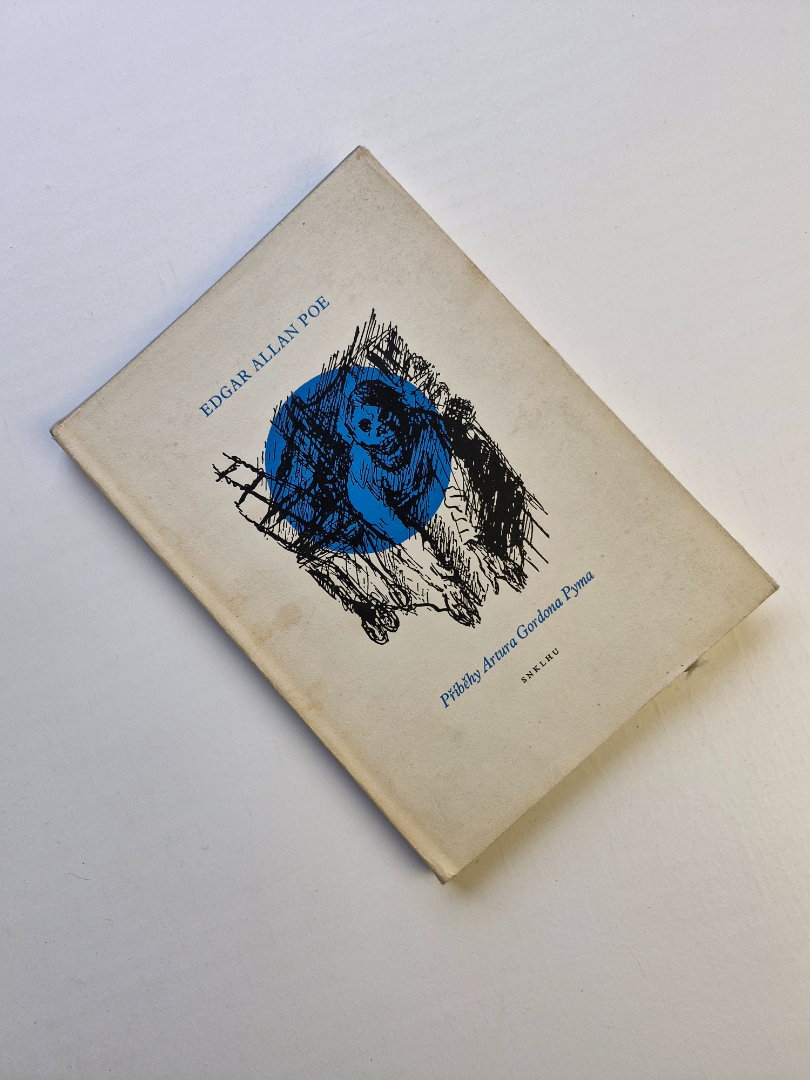 EDGAR ALLAN POE
Příběhy Artura Gordona Pyma
SNKLHU